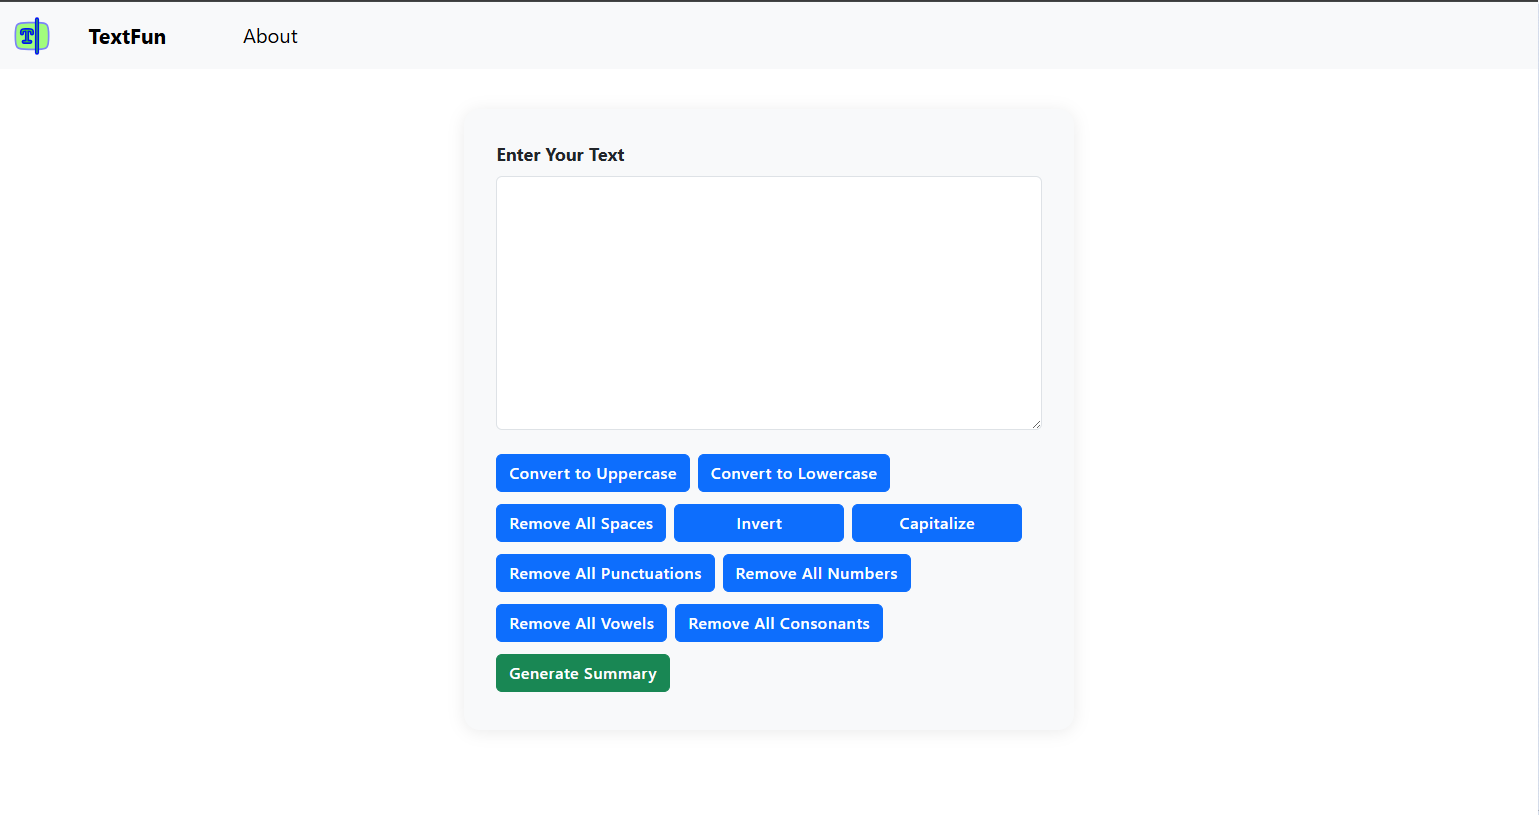 T TextFun About
Enter Your Text
Convert to Uppercase Convert to Lowercase
Remove All Spaces Invert Capitalize
Remove All Punctuations Remove All Numbers
Remove All Vowels Remove All Consonants
Generate Summary